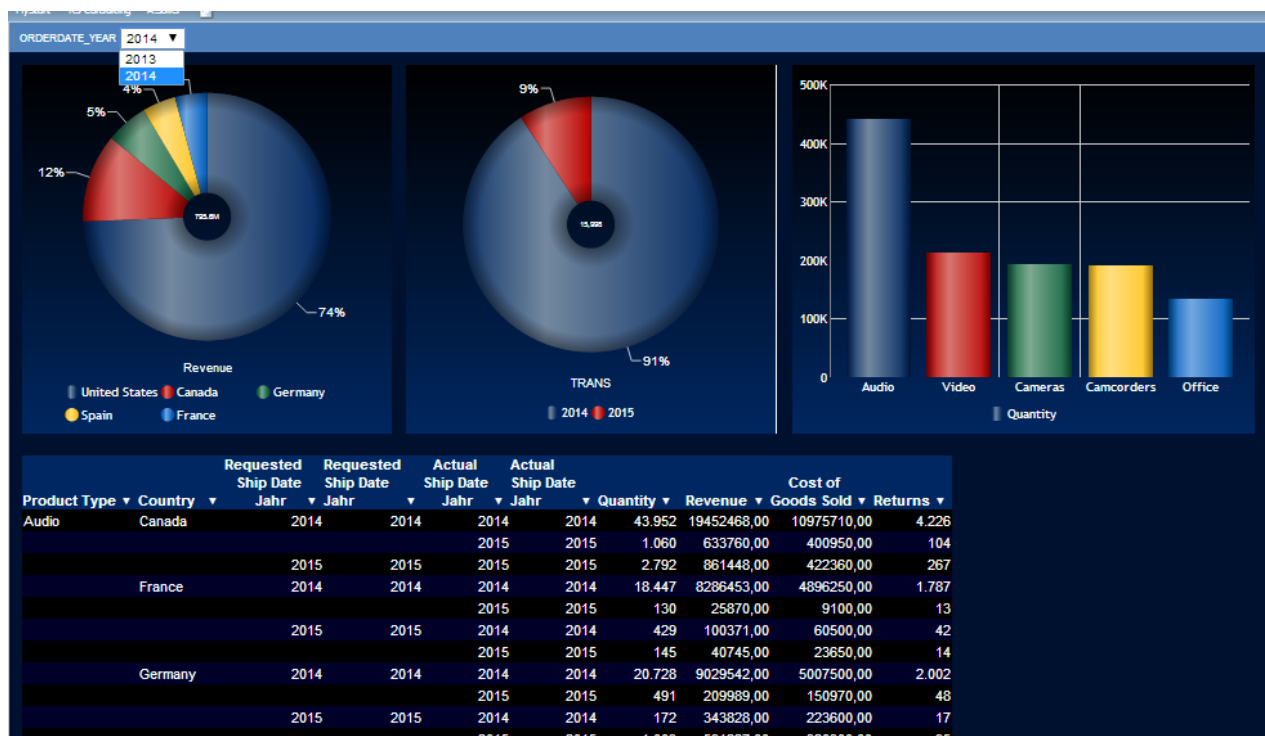 ORDERDATE_YEAR 2014 ▼
2013
2014
4%
5%
12%
74%
795.6M
Revenue
United States Canada Germany
Spain France
9%
91%
15,998
TRANS
2014 2015
500K
400K
300K
200K
100K
0
Audio Video Cameras Camcorders Office
Quantity
Requested Requested Actual Actual
Ship Date Ship Date Ship Date Ship Date Cost of
Product Type ▼ Country ▼ Jahr ▼ Jahr ▼ Jahr ▼ Jahr ▼ Quantity ▼ Revenue ▼ Goods Sold ▼ Returns ▼
Audio Canada 2014 2014 2014 2014 43.952 19452468,00 10975710,00 4.226
2015 2015 1.060 633760,00 400950,00 104
2015 2015 2015 2015 2.792 861448,00 422360,00 267
France 2014 2014 2014 2014 18.447 8286453,00 4896250,00 1.787
2015 2015 130 25870,00 9100,00 13
2015 2015 2014 2014 429 100371,00 60500,00 42
2015 2015 145 40745,00 23650,00 14
Germany 2014 2014 2014 2014 20.728 9029542,00 5007500,00 2.002
2015 2015 491 209989,00 150970,00 48
2015 2015 2014 2014 172 343828,00 223600,00 17